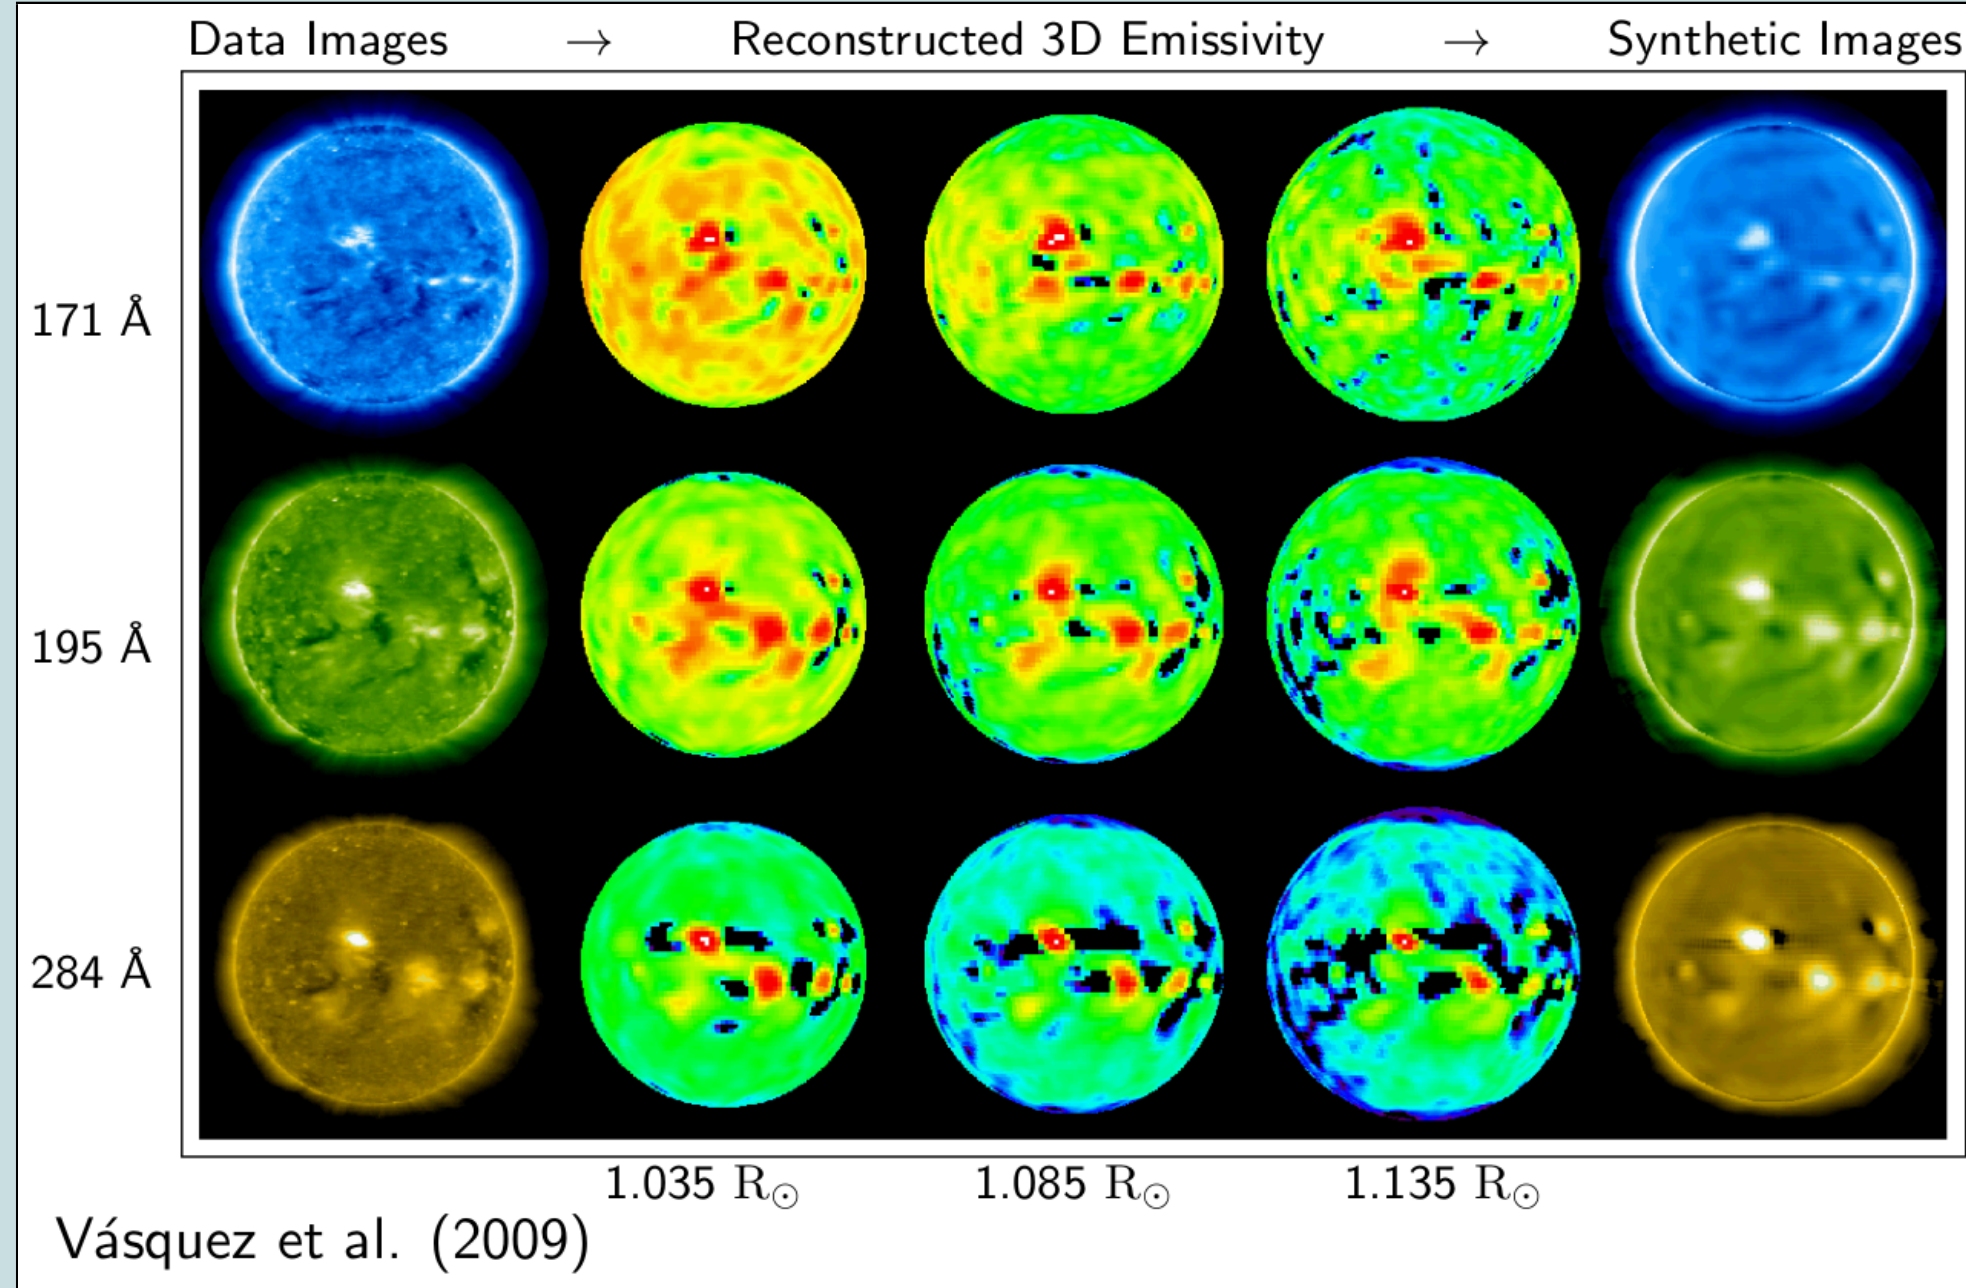 Data Images → Reconstructed 3D Emissivity → Synthetic Images
171 Å
195 Å
284 Å
1.035 R☉ 1.085 R☉ 1.135 R☉
Vásquez et al. (2009)